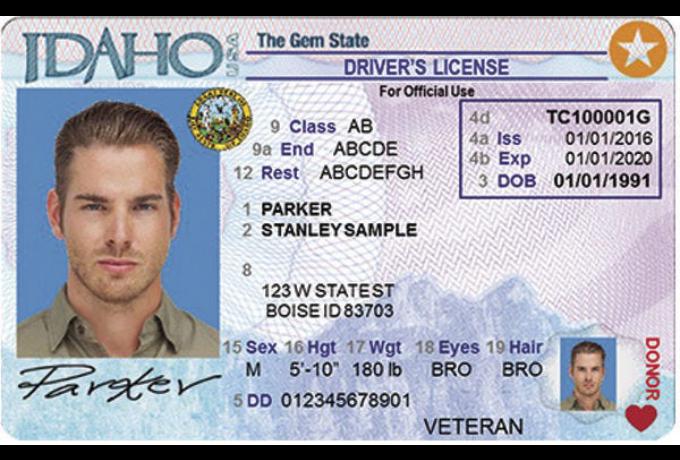 IDAHO USA
The Gem State
DRIVER'S LICENSE
For Official Use
9 Class AB
9a End ABCDE
12 Rest ABCDEFGH
4d TC100001G
4a Iss 01/01/2016
4b Exp 01/01/2020
3 DOB 01/01/1991
1 PARKER
2 STANLEY SAMPLE
8
123 W STATE ST
BOISE ID 83703
15 Sex 16 Hgt 17 Wgt 18 Eyes 19 Hair
M 5'-10" 180 lb BRO BRO
5 DD 012345678901
VETERAN
DONOR
Parker